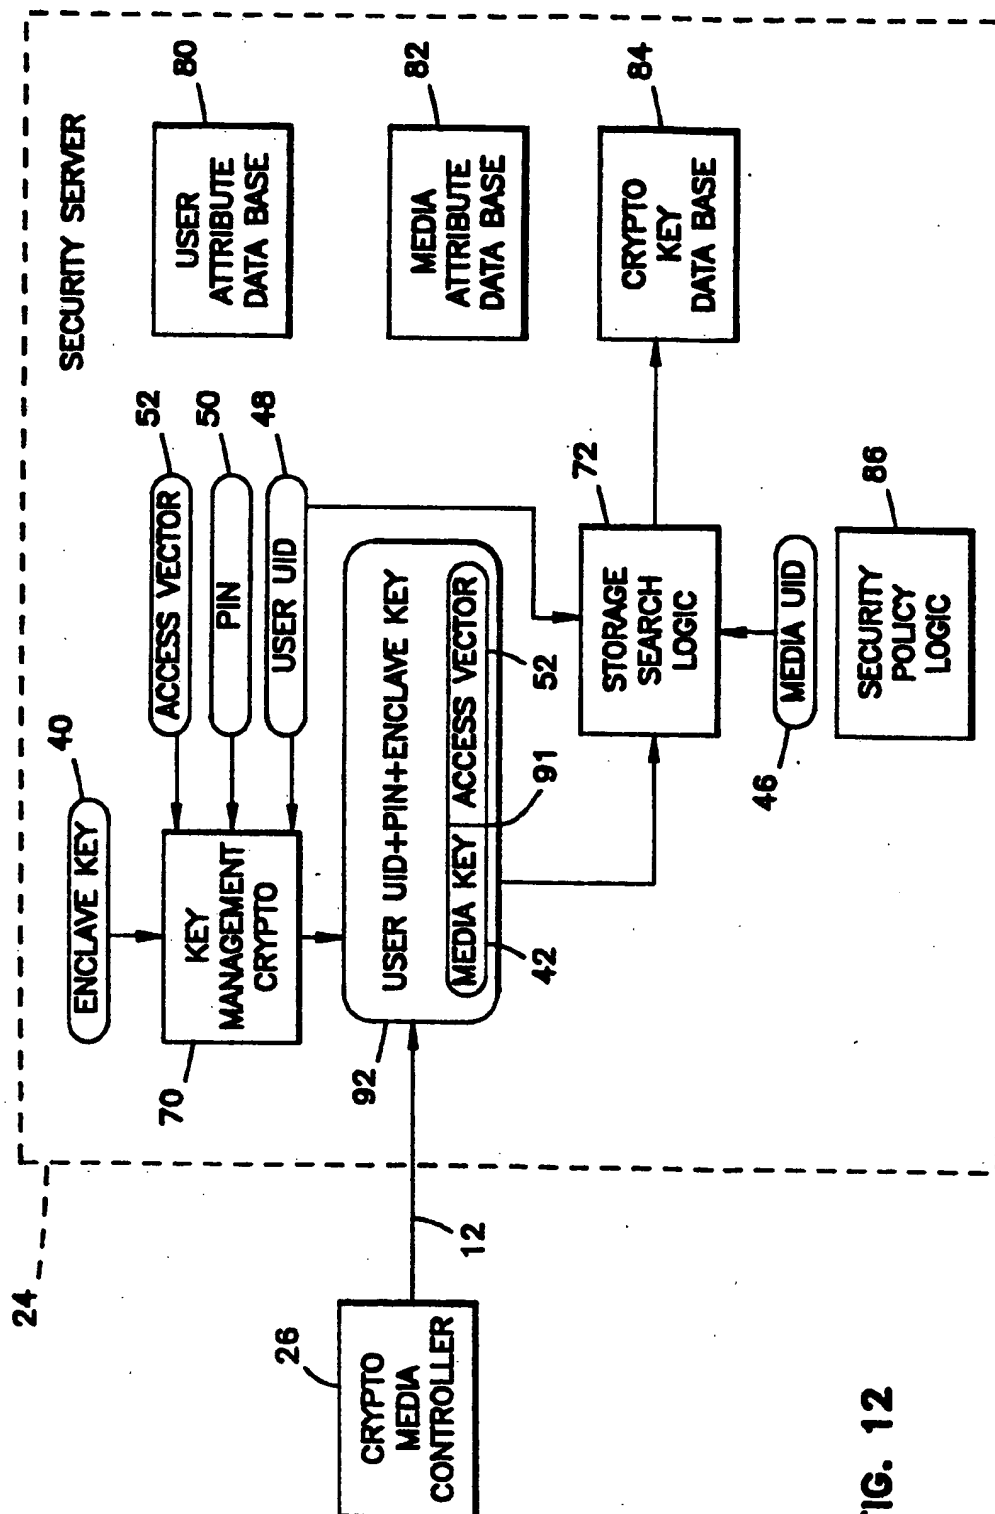 24
SECURITY SERVER
40
ENCLAVE KEY
52
ACCESS VECTOR
50
PIN
48
USER UID
80
USER
ATTRIBUTE
DATA BASE
70
KEY
MANAGEMENT
CRYPTO
82
MEDIA
ATTRIBUTE
DATA BASE
26
CRYPTO
MEDIA
CONTROLLER
12
92
USER UID+PIN+ENCLAVE KEY
MEDIA KEY
ACCESS VECTOR
42
91
52
72
STORAGE
SEARCH
LOGIC
84
CRYPTO
KEY
DATA BASE
46
MEDIA UID
86
SECURITY
POLICY
LOGIC
FIG. 12